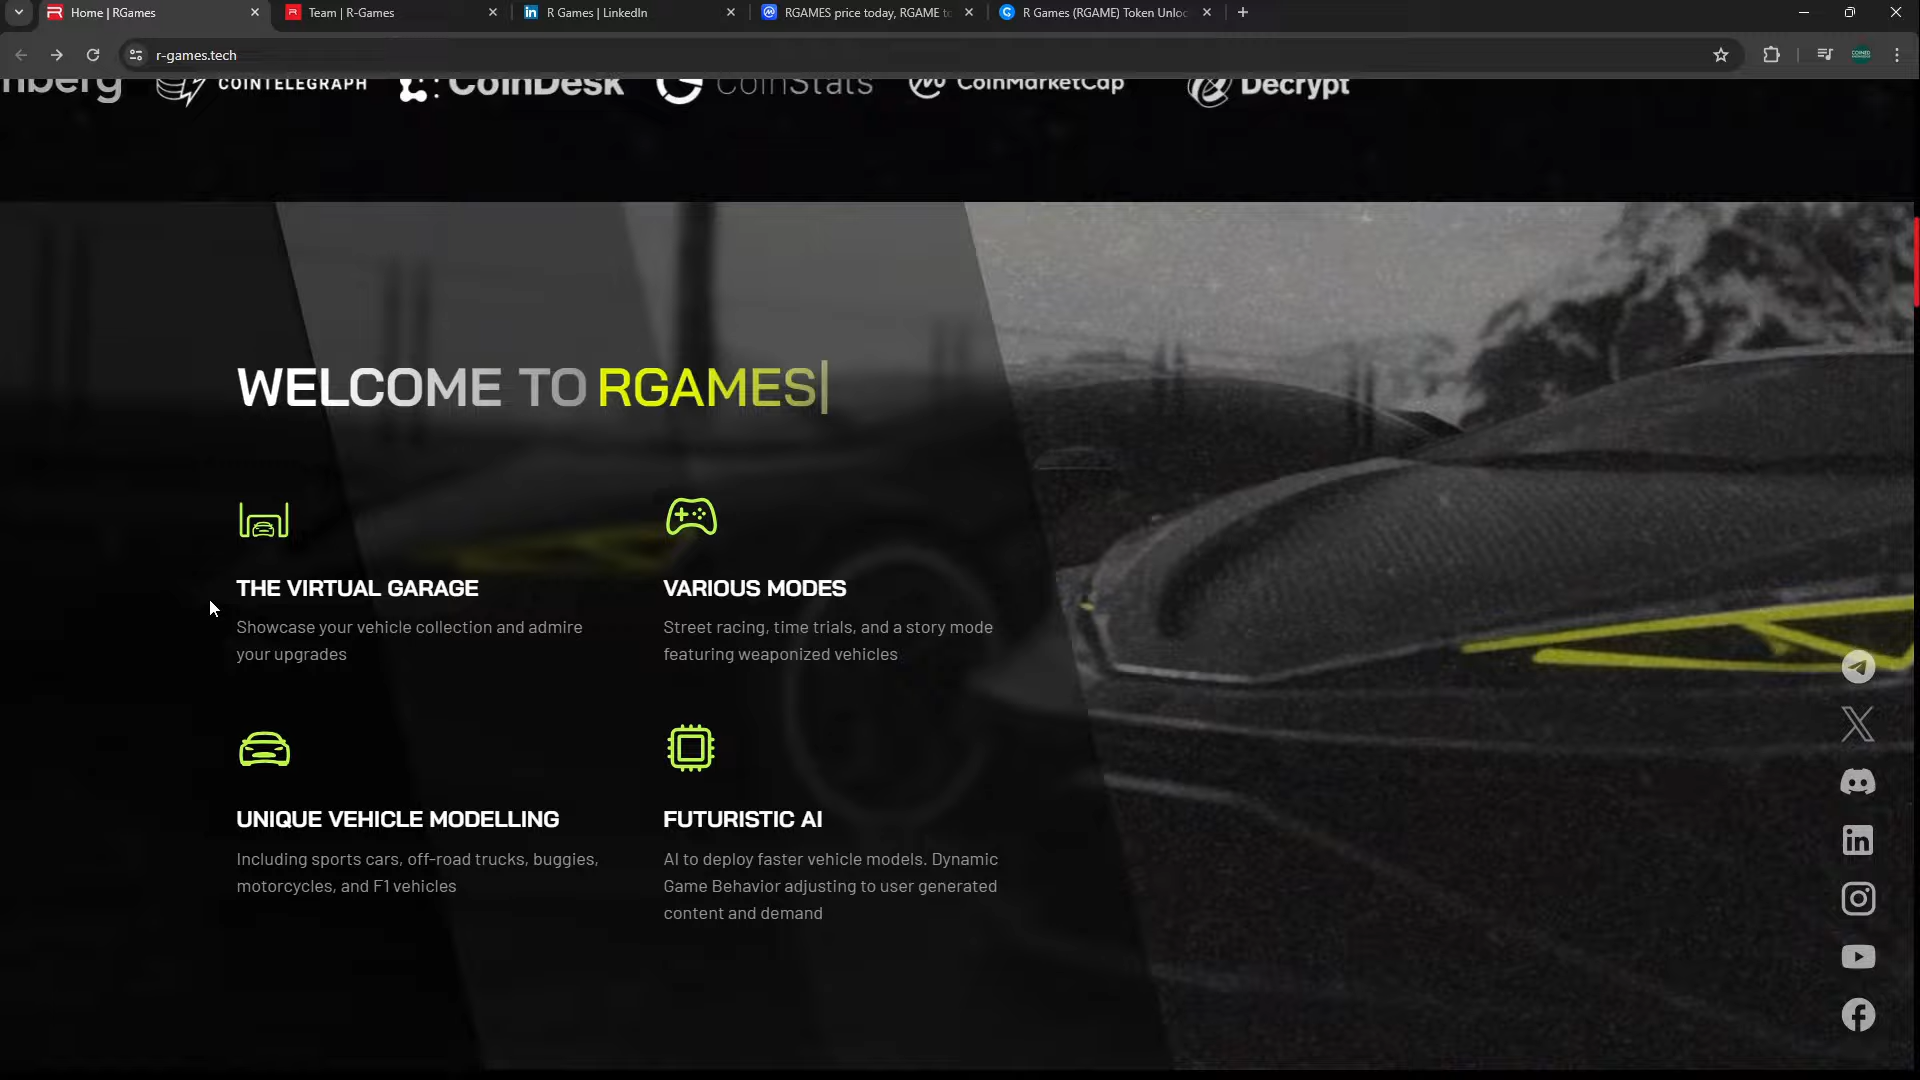 Home | RGames
Team | R-Games
R Games | LinkedIn
RGAMES price today, RGAME to
R Games (RGAME) Token Unloc
r-games.tech
nberg
COINTELEGRAPH
CoinDesk
CoinStats
CoinMarketCap
Decrypt
WELCOME TO RGAMES|
THE VIRTUAL GARAGE
Showcase your vehicle collection and admire
your upgrades
VARIOUS MODES
Street racing, time trials, and a story mode
featuring weaponized vehicles
UNIQUE VEHICLE MODELLING
Including sports cars, off-road trucks, buggies,
motorcycles, and F1 vehicles
FUTURISTIC AI
AI to deploy faster vehicle models. Dynamic
Game Behavior adjusting to user generated
content and demand